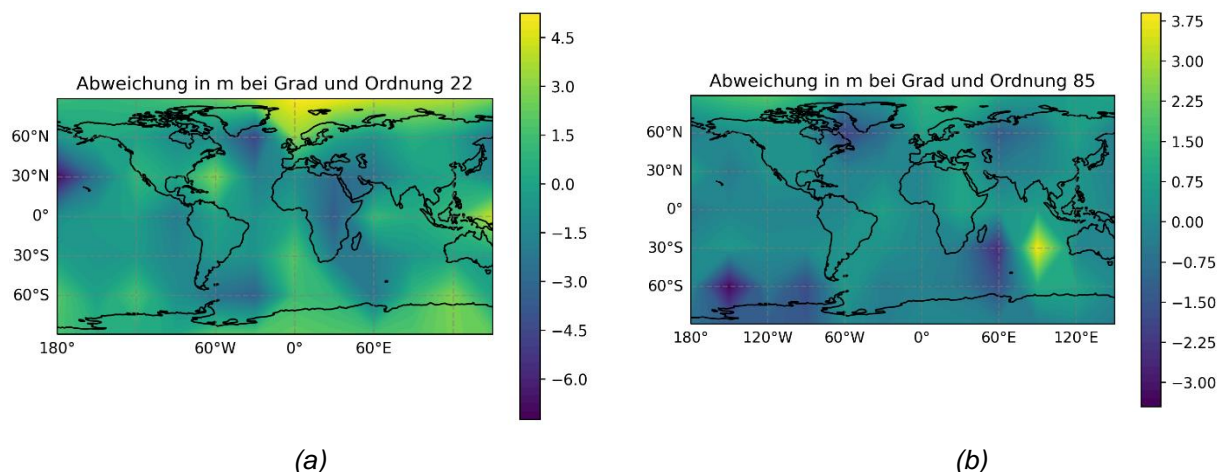 Abweichung in m bei Grad und Ordnung 22
60°N
30°N
0°
30°S
60°S
180°
60°W
0°
60°E
4.5
3.0
1.5
0.0
−1.5
−3.0
−4.5
−6.0
(a)
Abweichung in m bei Grad und Ordnung 85
60°N
30°N
0°
30°S
60°S
180°
120°W
60°W
0°
60°E
120°E
3.75
3.00
2.25
1.50
0.75
0.00
−0.75
−1.50
−2.25
−3.00
(b)